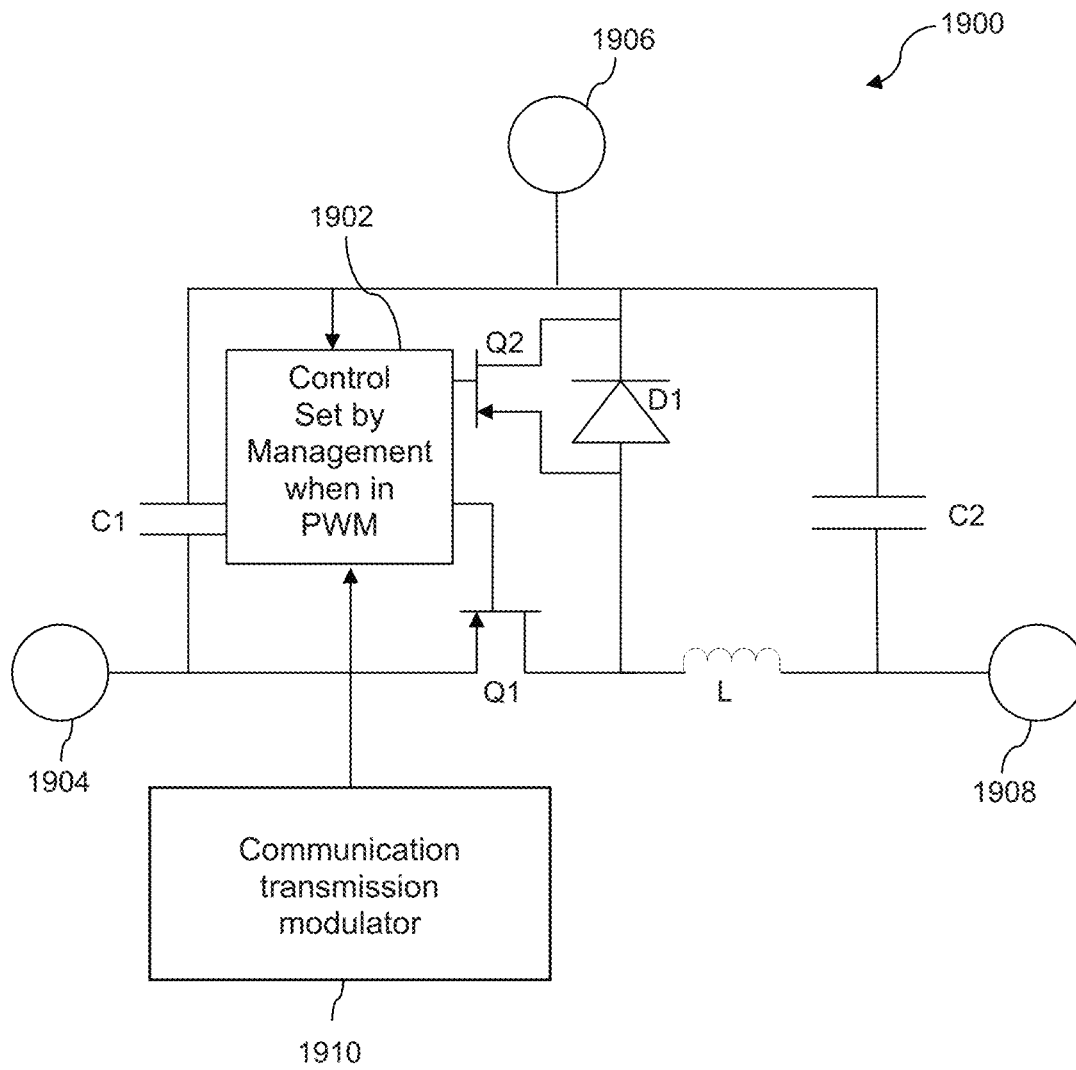 1900
1906
1902
Control
Set by
Management
when in
PWM
Q2
D1
C1
C2
Q1
L
1904
1908
Communication
transmission
modulator
1910